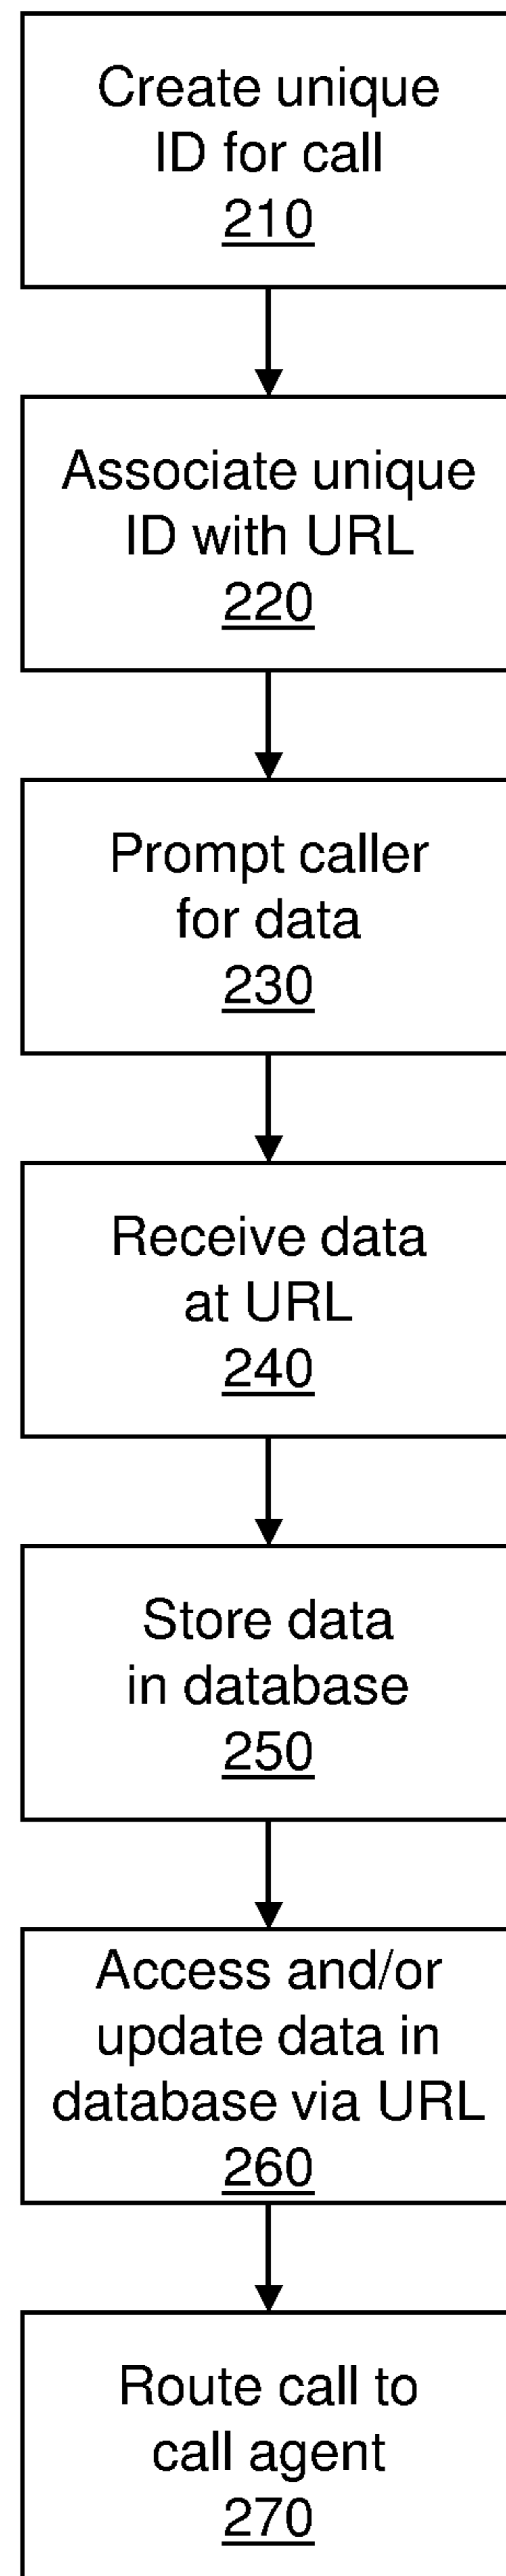 Create unique
ID for call
210
Associate unique
ID with URL
220
Prompt caller
for data
230
Receive data
at URL
240
Store data
in database
250
Access and/or
update data in
database via URL
260
Route call to
call agent
270